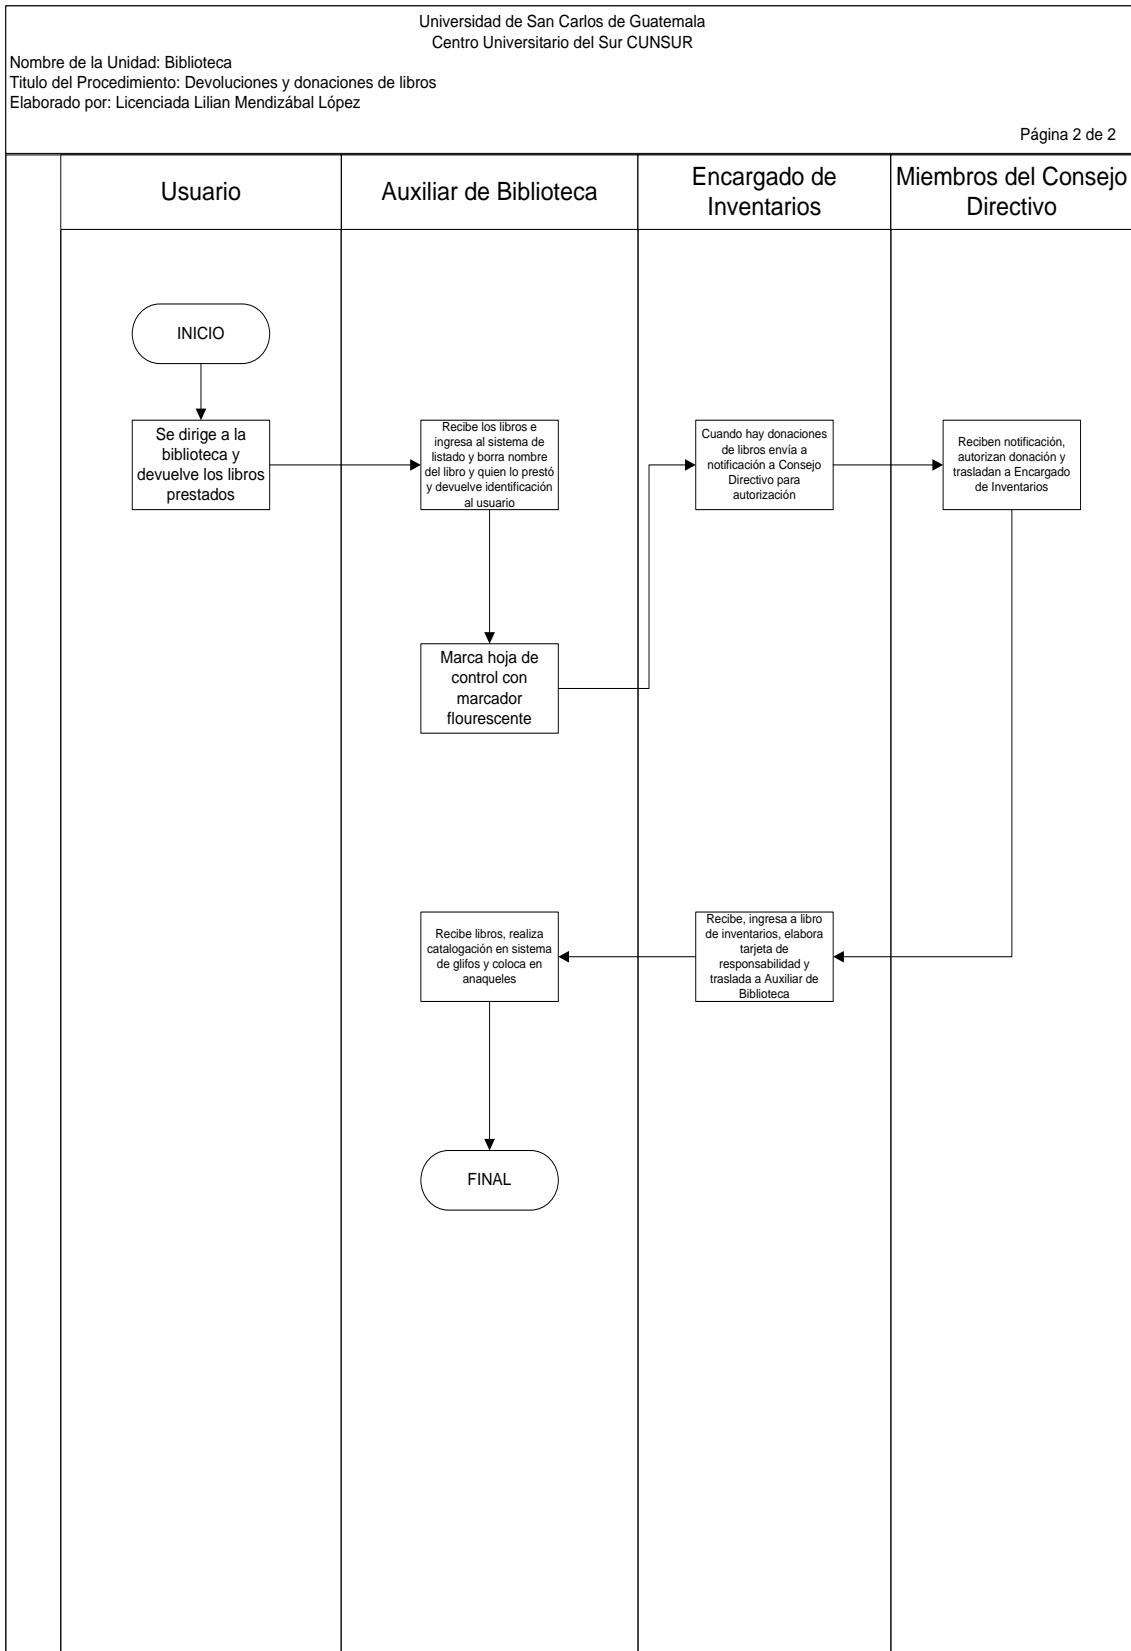 Universidad de San Carlos de Guatemala
Centro Universitario del Sur CUNSUR
Nombre de la Unidad: Biblioteca
Titulo del Procedimiento: Devoluciones y donaciones de libros
Elaborado por: Licenciada Lilian Mendizábal López
Página 2 de 2
Usuario
Auxiliar de Biblioteca
Encargado de
Inventarios
Miembros del Consejo
Directivo
INICIO
Se dirige a la
biblioteca y
devuelve los libros
prestados
Recibe los libros e
ingresa al sistema de
listado y borra nombre
del libro y quien lo prestó
y devuelve identificación
al usuario
Cuando hay donaciones
de libros envía a
notificación a Consejo
Directivo para
autorización
Reciben notificación,
autorizan donación y
trasladan a Encargado
de Inventarios
Marca hoja de
control con
marcador
flourescente
Recibe libros, realiza
catalogación en sistema
de glifos y coloca en
anaqueles
Recibe, ingresa a libro
de inventarios, elabora
tarjeta de
responsabilidad y
traslada a Auxiliar de
Biblioteca
FINAL